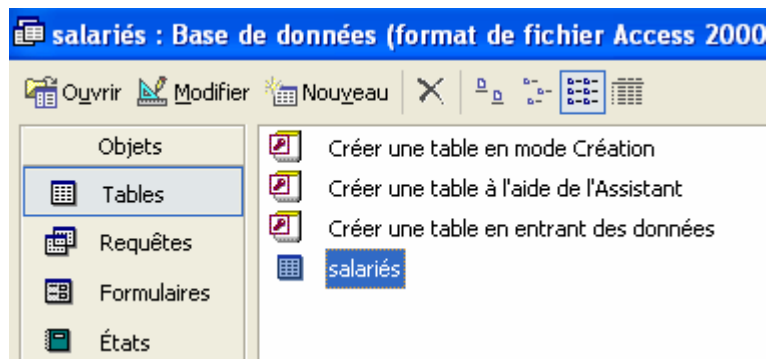 salariés : Base de données (format de fichier Access 2000
Ouvrir Modifier Nouveau
Objets
Tables
Requêtes
Formulaires
États
Créer une table en mode Création
Créer une table à l'aide de l'Assistant
Créer une table en entrant des données
salariés